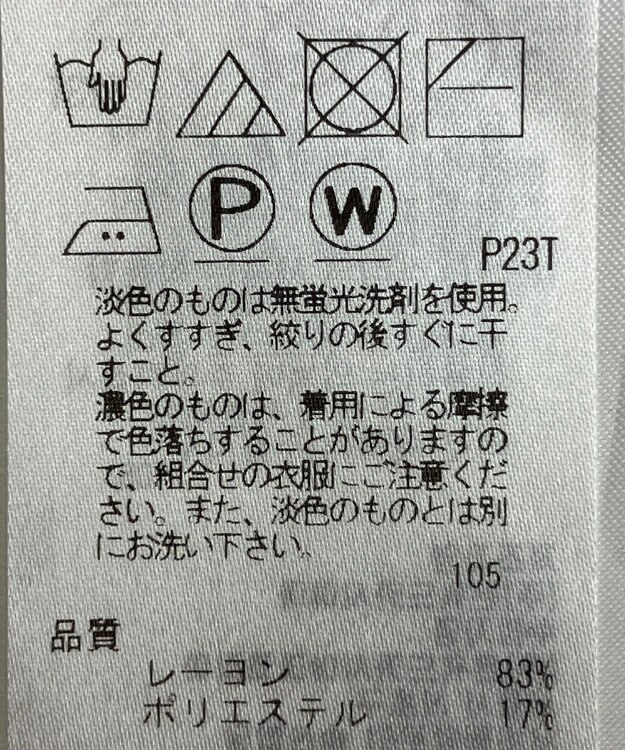 P
W
P23T
淡色のものは無蛍光洗剤を使用。
よくすすぎ、絞りの後すぐに干
すこと。
濃色のものは、着用による摩擦
で色落ちすることがありますの
で、組合せの衣服にご注意くだ
さい。また、淡色のものとは別
にお洗い下さい。
105
品質
レーヨン 83%
ポリエステル 17%